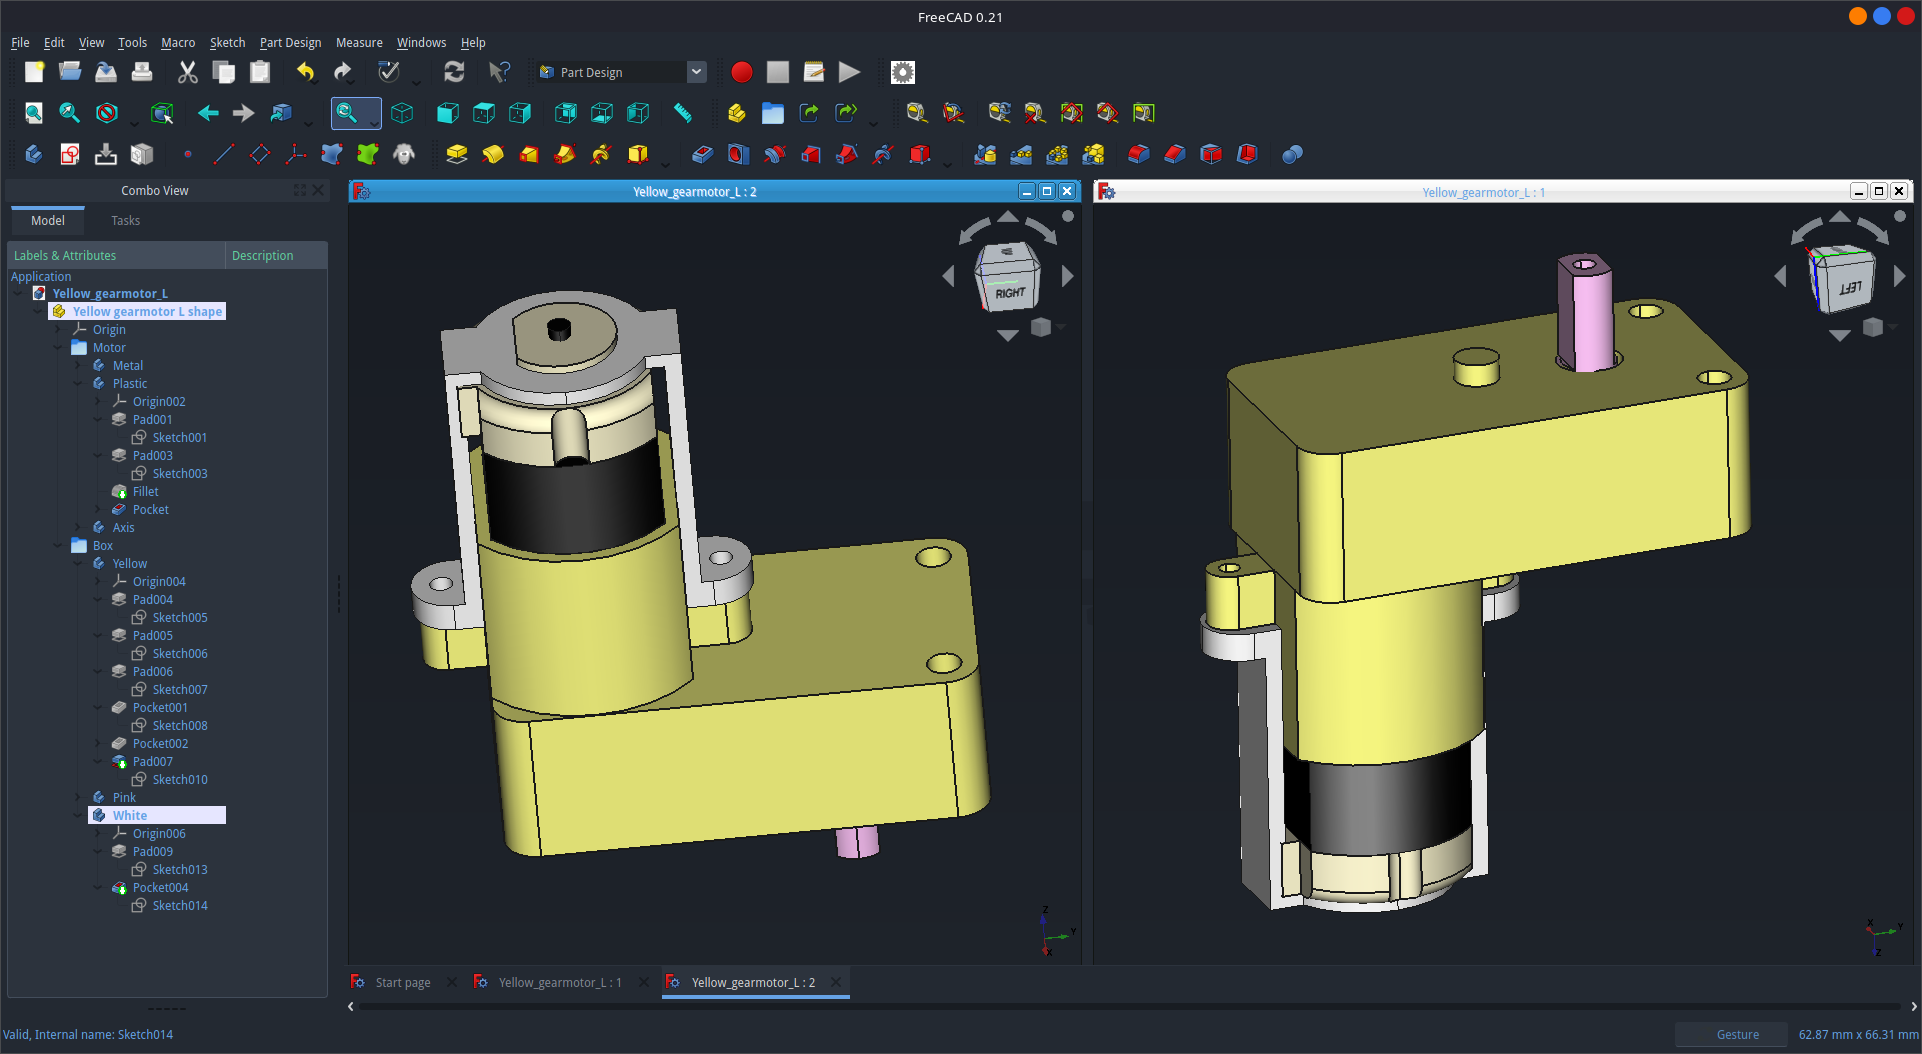 FreeCAD 0.21
File Edit View Tools Macro Sketch Part Design Measure Windows Help
Part Design
Combo View
Model Tasks
Labels & Attributes Description
Application
Yellow_gearmotor_L
Yellow gearmotor L shape
Origin
Motor
Metal
Plastic
Origin002
Pad001
Sketch001
Pad003
Sketch003
Fillet
Pocket
Axis
Box
Yellow
Origin004
Pad004
Sketch005
Pad005
Sketch006
Pad006
Sketch007
Pocket001
Sketch008
Pocket002
Pad007
Sketch010
Pink
White
Origin006
Pad009
Sketch013
Pocket004
Sketch014
Yellow_gearmotor_L : 2
RIGHT
Z
Y
X
Yellow_gearmotor_L : 1
LEFT
X
Y
Z
Start page Yellow_gearmotor_L : 1 Yellow_gearmotor_L : 2
Valid, Internal name: Sketch014
Gesture 62.87 mm x 66.31 mm